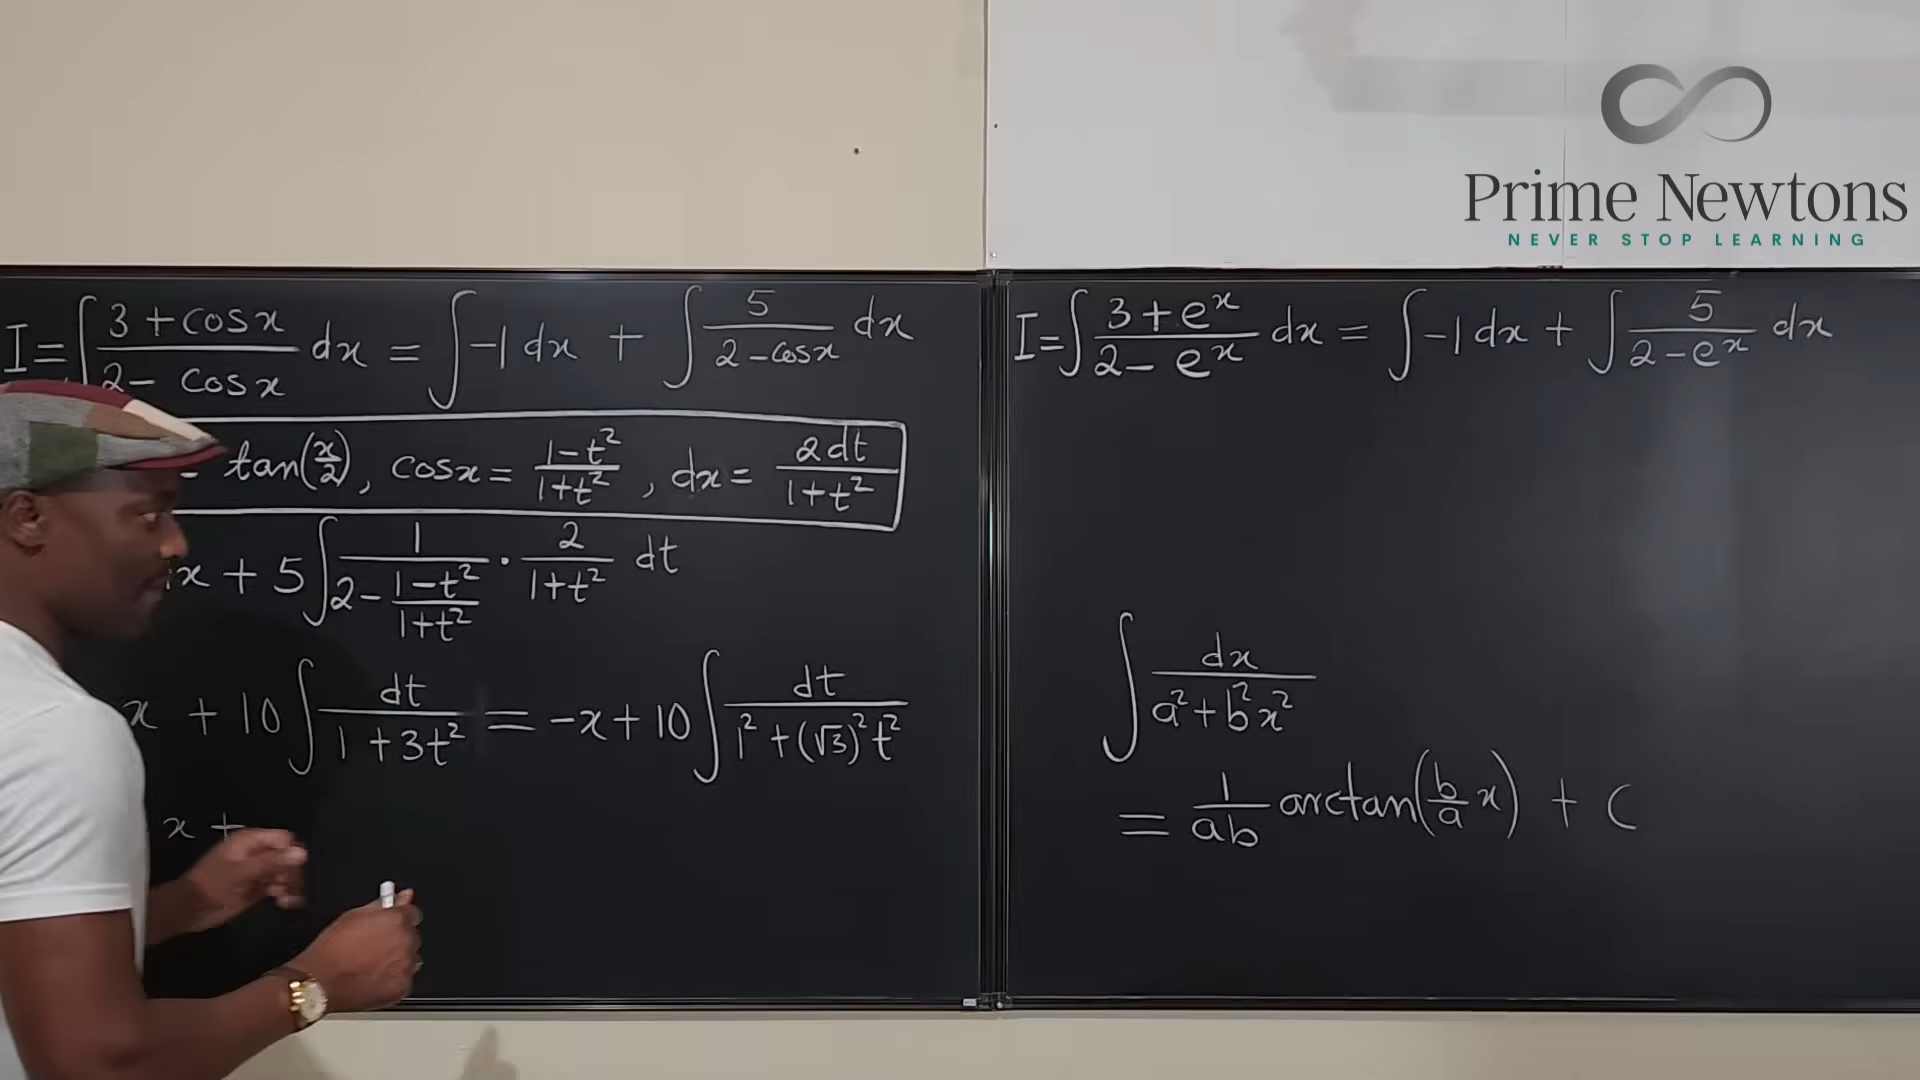 Prime Newtons
NEVER STOP LEARNING
I = ∫ (3 + cos x)/(2 − cos x) dx = ∫ −1 dx + ∫ 5/(2 − cos x) dx
tan(x/2), cos x = (1 − t²)/(1 + t²), dx = 2dt/(1 + t²)
x + 5 ∫ 1/(2 − (1 − t²)/(1 + t²)) · 2/(1 + t²) dt
x + 10 ∫ dt/(1 + 3t²) = −x + 10 ∫ dt/(1² + (√3)² t²)
x +
I = ∫ (3 + eˣ)/(2 − eˣ) dx = ∫ −1 dx + ∫ 5/(2 − eˣ) dx
∫ dx/(a² + b²x²)
= 1/(ab) arctan(b/a x) + C